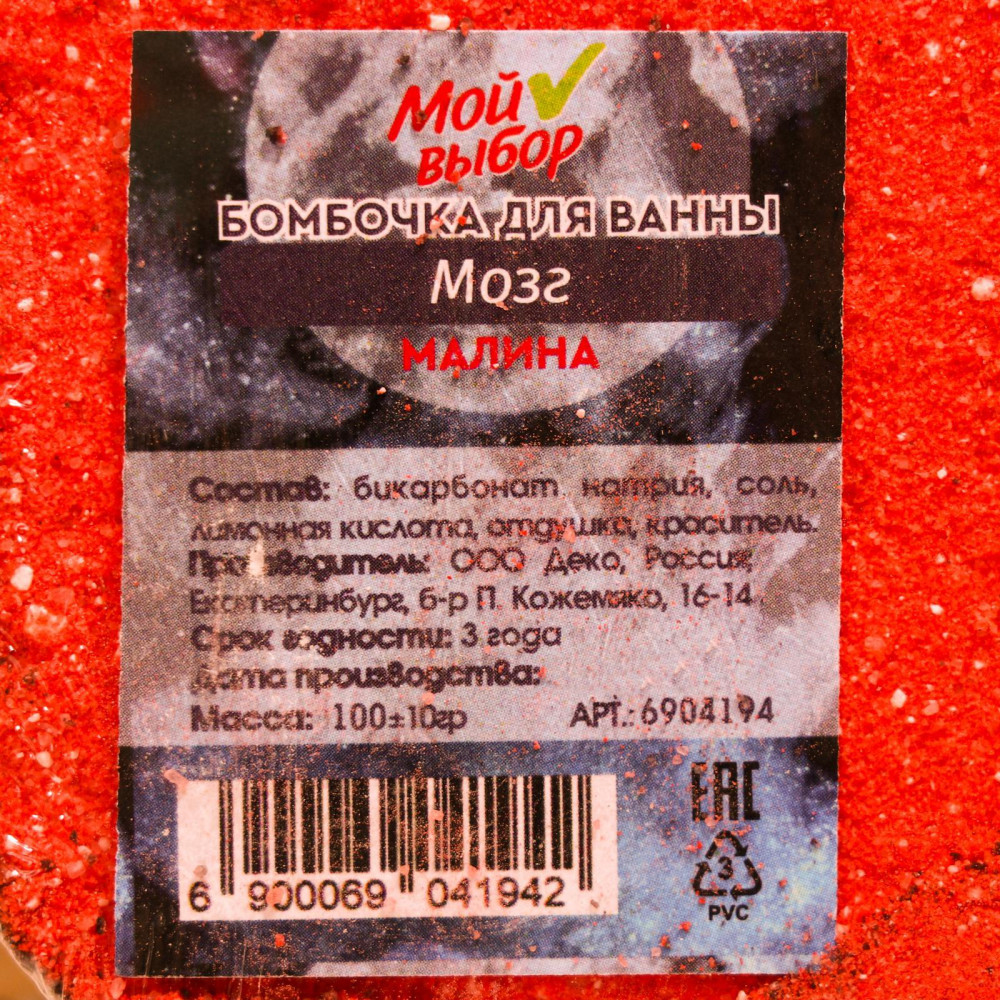 Мой
выбор
БОМБОЧКА ДЛЯ ВАННЫ
Мозг
МАЛИНА
Состав: бикарбонат натрия, соль,
лимонная кислота, отдушка, краситель.
Производитель: ООО Деко, Россия,
Екатеринбург, б-р П. Кожемяко, 16-14
Срок годности: 3 года
Дата производства:
Масса: 100±10гр АРТ.: 6904194
EAC
6 900069 041942
3
PVC